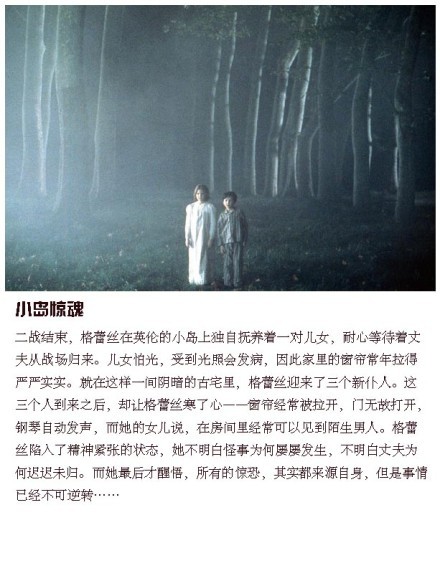 小岛惊魂
二战结束，格蕾丝在英伦的小岛上独自抚养着一对儿女，耐心等待着丈
夫从战场归来。儿女怕光，受到光照会发病，因此家里的窗帘常年拉得
严严实实。就在这样一间阴暗的古宅里，格蕾丝迎来了三个新仆人。这
三个人到来之后，却让格蕾丝寒了心——窗帘经常被拉开，门无故打开，
钢琴自动发声，而她的女儿说，在房间里经常可以见到陌生男人。格蕾
丝陷入了精神紧张的状态，她不明白怪事为何屡屡发生，不明白丈夫为
何迟迟未归。而她最后才醒悟，所有的惊恐，其实都来源自身，但是事情
已经不可逆转……